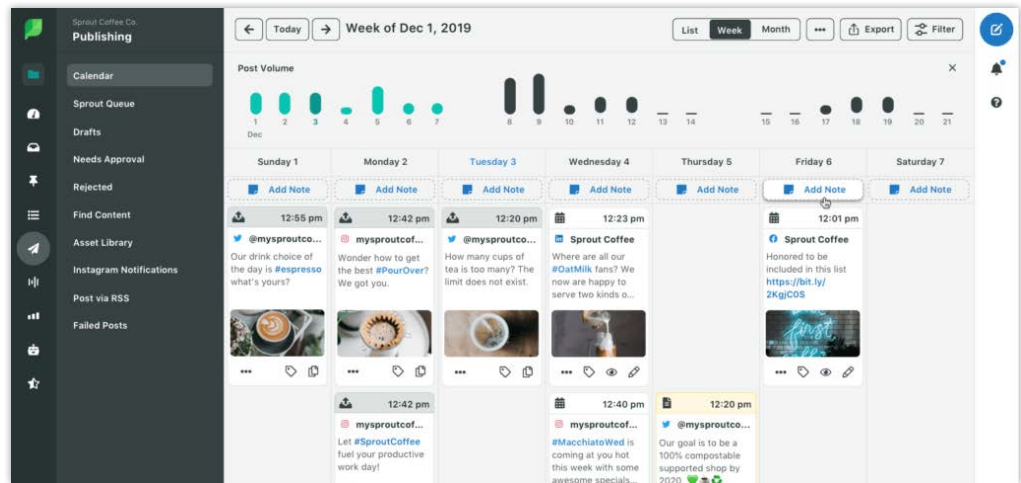 Sprout Coffee Co.
Publishing
Calendar
Sprout Queue
Drafts
Needs Approval
Rejected
Find Content
Asset Library
Instagram Notifications
Post via RSS
Failed Posts
Today
Week of Dec 1, 2019
List Week Month ••• Export Filter
Post Volume
1 2 3 4 5 6 7 8 9 10 11 12 13 14 15 16 17 18 19 20 21
Dec
Sunday 1 Monday 2 Tuesday 3 Wednesday 4 Thursday 5 Friday 6 Saturday 7
Add Note Add Note Add Note Add Note Add Note Add Note Add Note
12:55 pm
@mysproutco...
Our drink choice of
the day is #espresso
what's yours?
12:42 pm
mysproutcof...
Wonder how to get
the best #PourOver?
We got you.
12:42 pm
mysproutcof...
Let #SproutCoffee
fuel your productive
work day!
12:20 pm
@mysproutco...
How many cups of
tea is too many? The
limit does not exist.
12:23 pm
Sprout Coffee
Where are all our
#OatMilk fans? We
now are happy to
serve two kinds o...
12:40 pm
mysproutcof...
#MacchiatoWed is
coming at you hot
this week with some
awesome specials...
12:20 pm
@mysproutco...
Our goal is to be a
100% compostable
supported shop by
2020 💚☕♻️
12:01 pm
Sprout Coffee
Honored to be
included in this list
https://bit.ly/
2KgjC0S
first